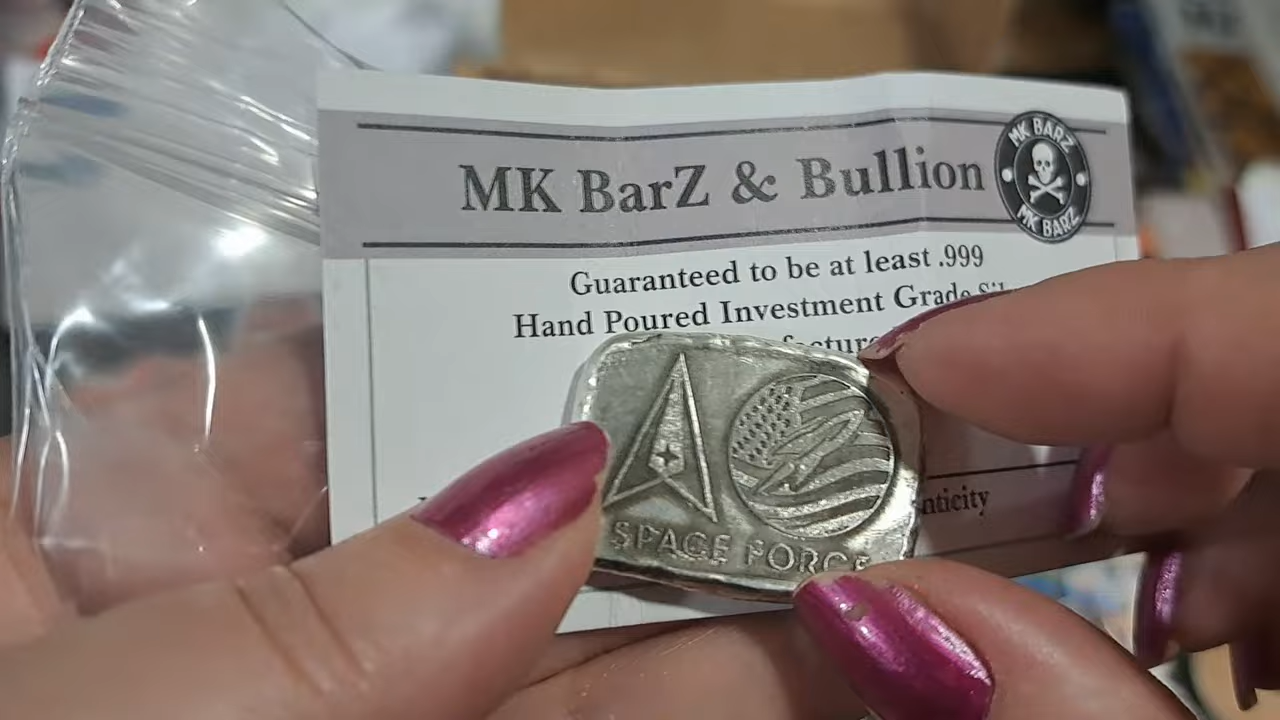 MK BarZ & Bullion
MK BARZ
MK BARZ
Guaranteed to be at least .999
Hand Poured Investment Grade
SPACE FORCE